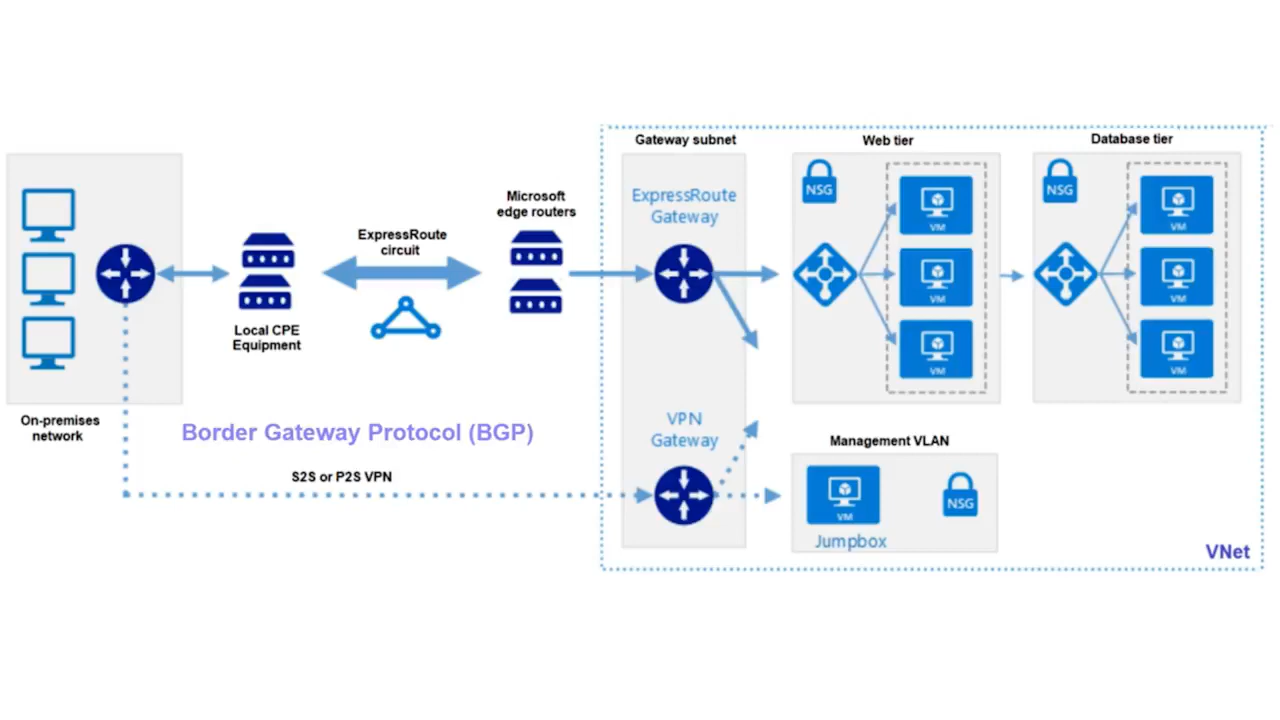 Gateway subnet
Web tier
Database tier
Microsoft
edge routers
ExpressRoute
Gateway
NSG
NSG
VM
VM
VM
VM
VM
VM
ExpressRoute
circuit
Local CPE
Equipment
On-premises
network
Border Gateway Protocol (BGP)
VPN
Gateway
Management VLAN
S2S or P2S VPN
VM
NSG
Jumpbox
VNet